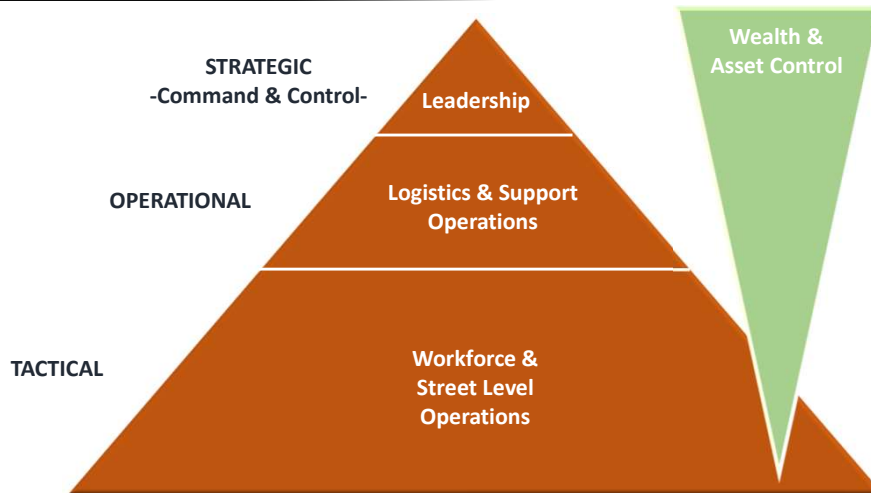 STRATEGIC
-Command & Control-
Leadership
Wealth &
Asset Control
OPERATIONAL
Logistics & Support
Operations
TACTICAL
Workforce &
Street Level
Operations